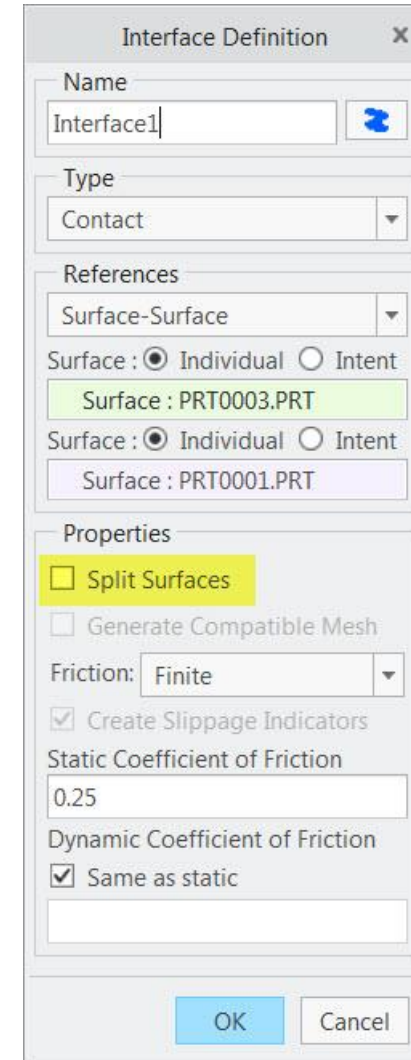 Interface Definition x
Name
Interface1
Type
Contact
References
Surface-Surface
Surface : Individual Intent
Surface : PRT0003.PRT
Surface : Individual Intent
Surface : PRT0001.PRT
Properties
Split Surfaces
Generate Compatible Mesh
Friction: Finite
Create Slippage Indicators
Static Coefficient of Friction
0.25
Dynamic Coefficient of Friction
Same as static
OK Cancel